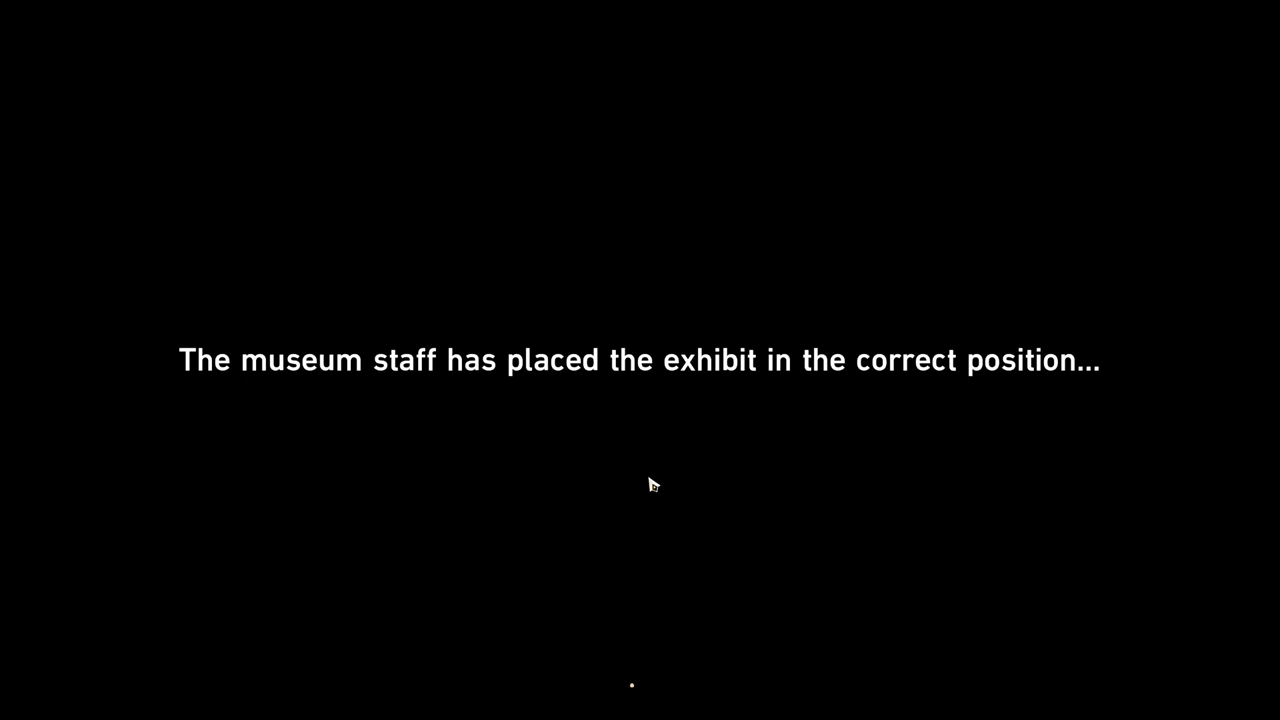 The museum staff has placed the exhibit in the correct position...